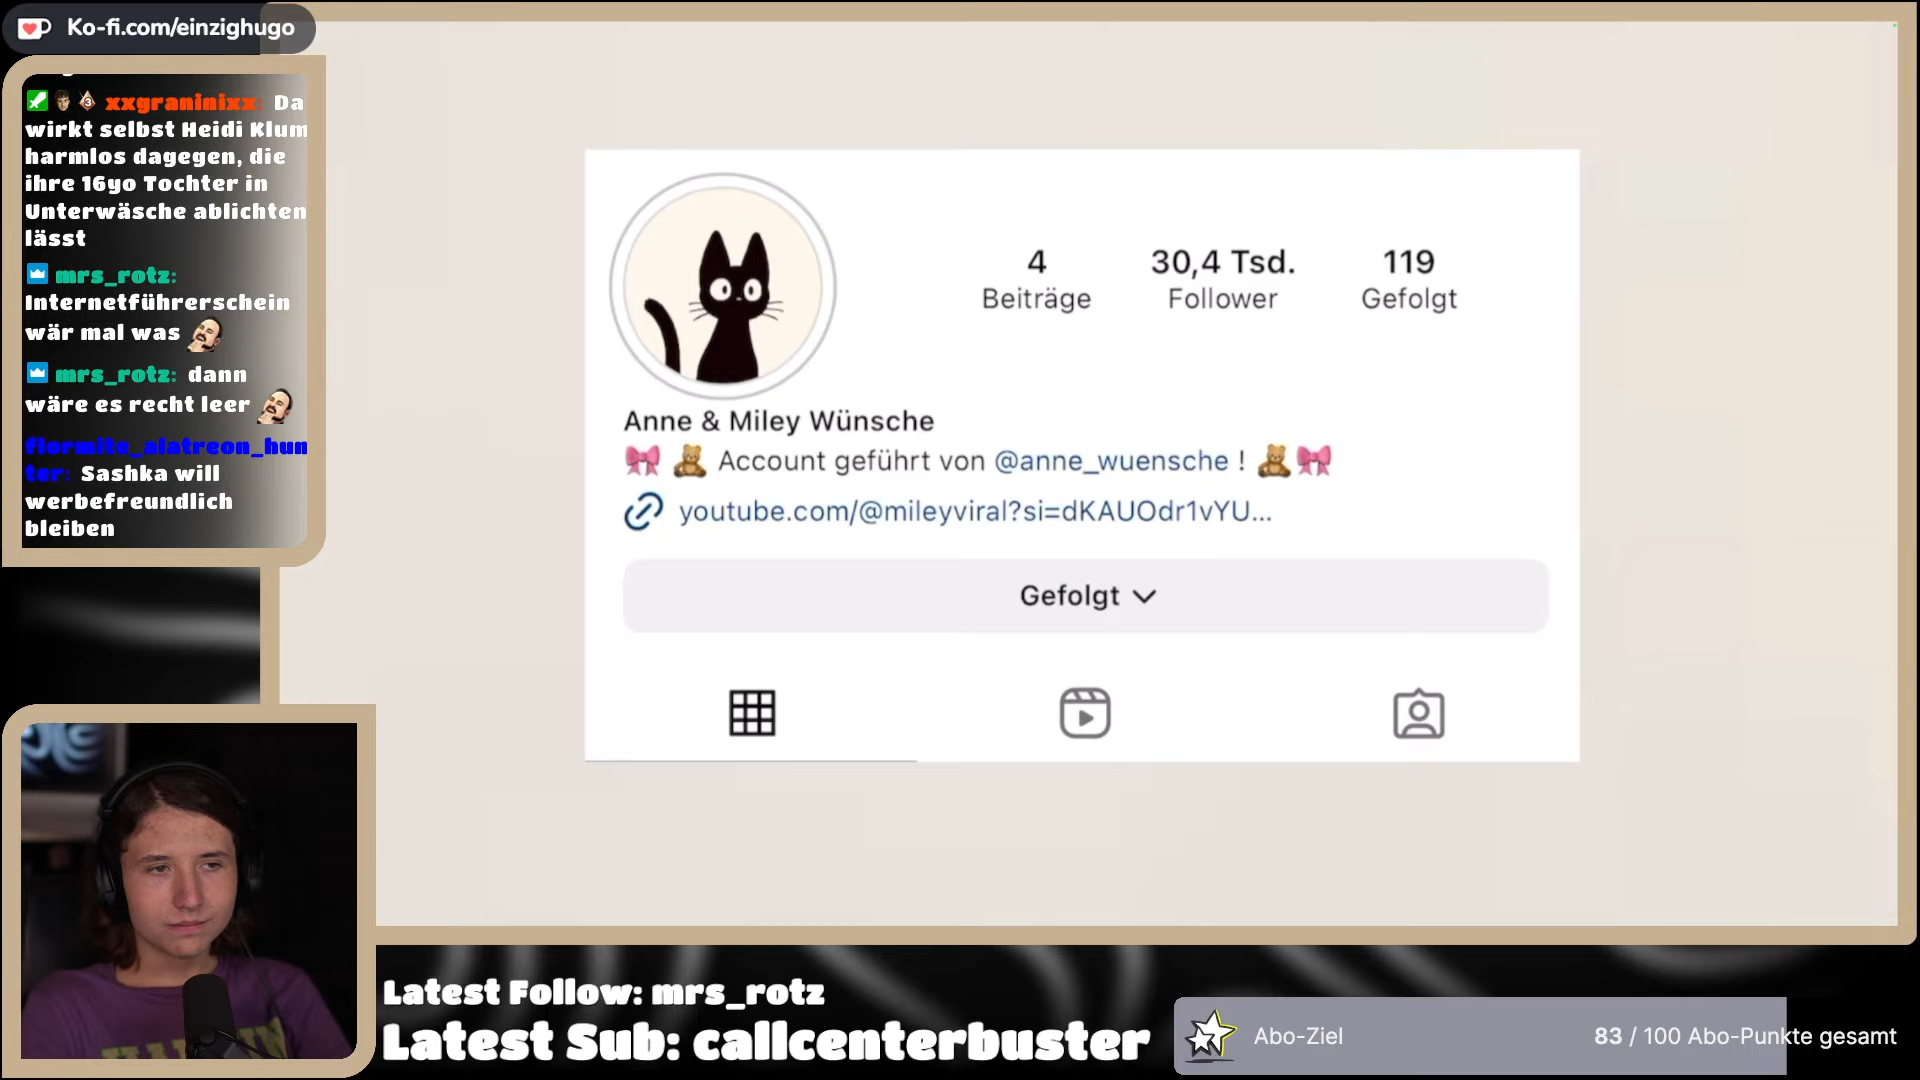 Ko-fi.com/einzighugo
xxgraninixx: Da
wirkt selbst Heidi Klum
harmlos dagegen, die
ihre 16yo Tochter in
Unterwäsche ablichten
lässt
mrs_rotz:
Internetführerschein
wär mal was
mrs_rotz: dann
wäre es recht leer
fiormite_alatreon_hun
ter: Sashka will
werbefreundlich
bleiben
4
Beiträge
30,4 Tsd.
Follower
119
Gefolgt
Anne & Miley Wünsche
🎀 🧸 Account geführt von @anne_wuensche ! 🧸🎀
youtube.com/@mileyviral?si=dKAUOdr1vYU...
Gefolgt
Latest Follow: mrs_rotz
Latest Sub: callcenterbuster
Abo-Ziel
83 / 100 Abo-Punkte gesamt